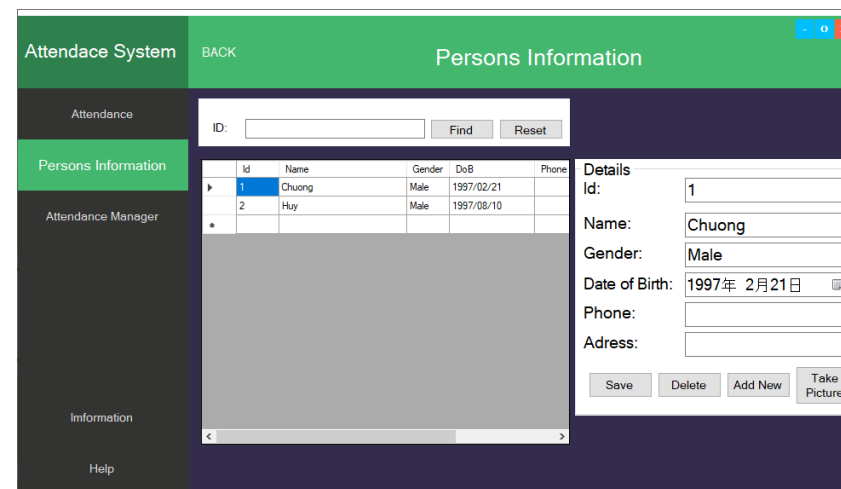 Attendace System
BACK
Persons Information
- o
Attendance
Persons Information
Attendance Manager
Imformation
Help
ID:
Find
Reset
Id Name Gender DoB Phone
1 Chuong Male 1997/02/21
2 Huy Male 1997/08/10
Details
Id: 1
Name: Chuong
Gender: Male
Date of Birth: 1997年 2月21日
Phone:
Adress:
Save
Delete
Add New
Take
Picture